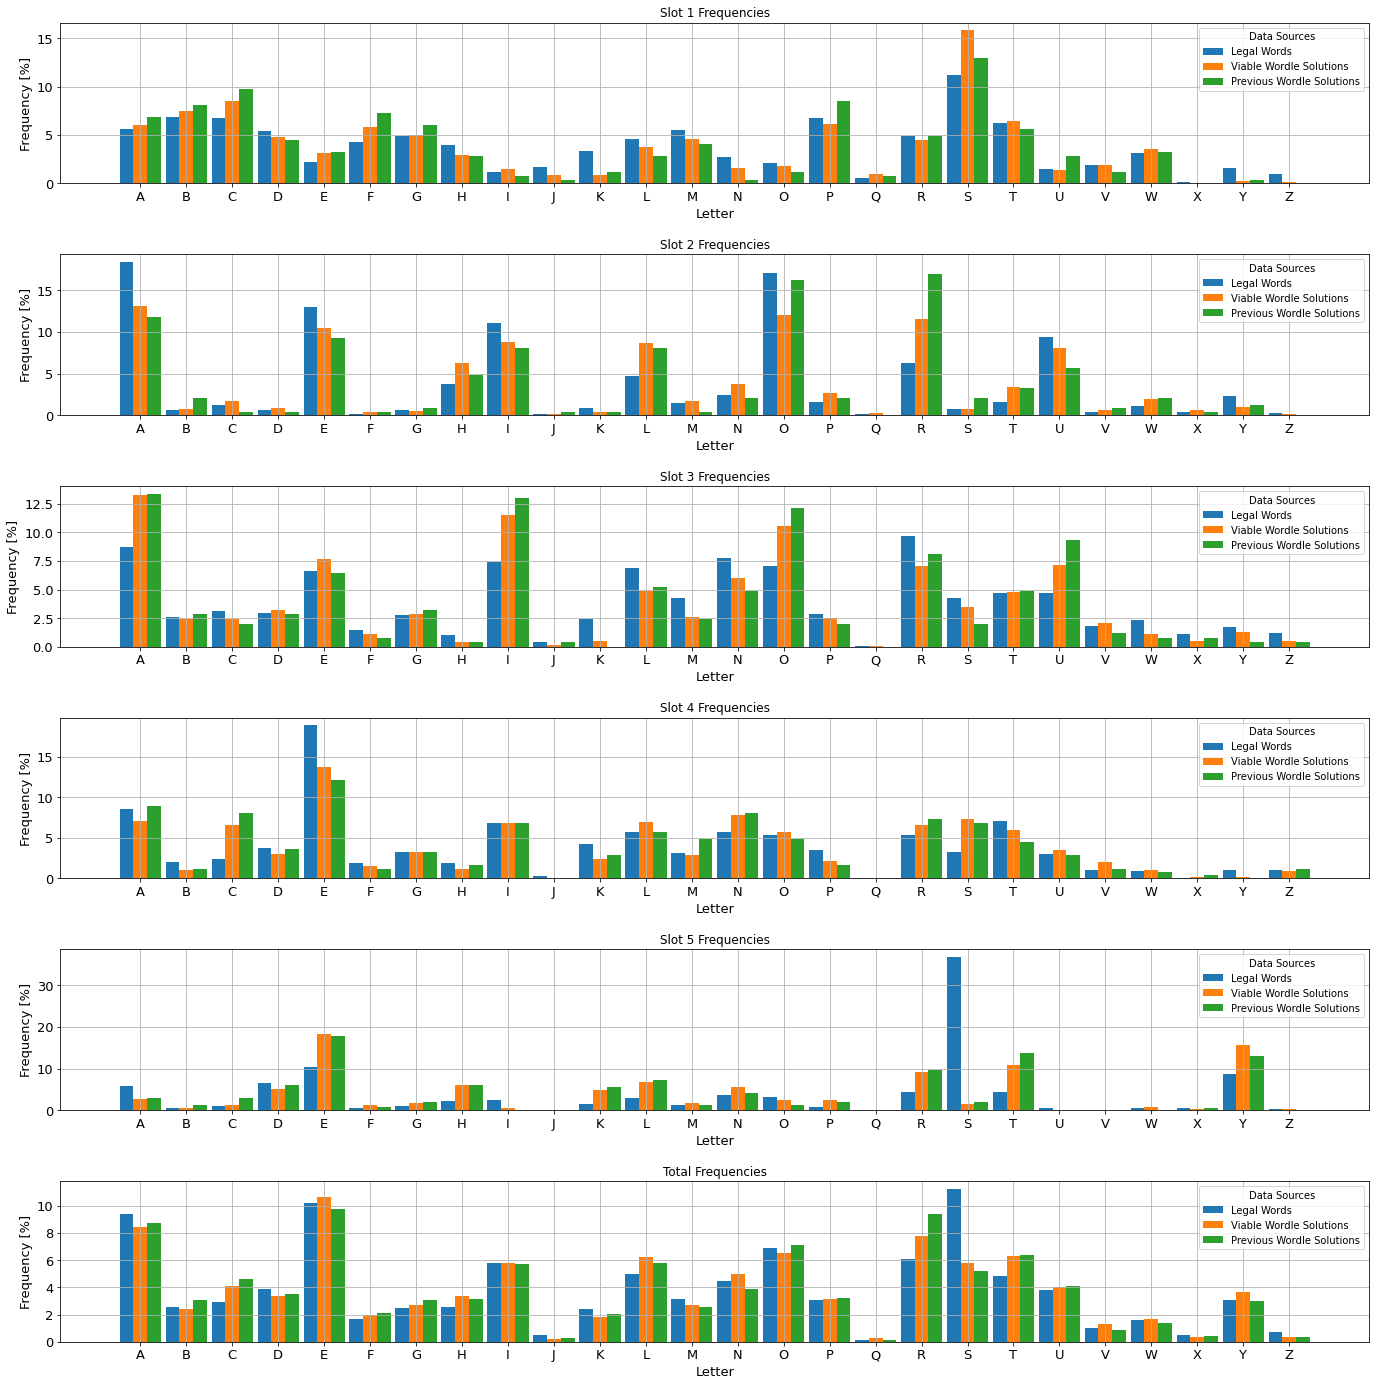 Slot 1 Frequencies
Frequency [%]
15
10
5
0
Data Sources
Legal Words
Viable Wordle Solutions
Previous Wordle Solutions
A B C D E F G H I J K L M N O P Q R S T U V W X Y Z
Letter
Slot 2 Frequencies
Frequency [%]
15
10
5
0
Data Sources
Legal Words
Viable Wordle Solutions
Previous Wordle Solutions
A B C D E F G H I J K L M N O P Q R S T U V W X Y Z
Letter
Slot 3 Frequencies
Frequency [%]
12.5
10.0
7.5
5.0
2.5
0.0
Data Sources
Legal Words
Viable Wordle Solutions
Previous Wordle Solutions
A B C D E F G H I J K L M N O P Q R S T U V W X Y Z
Letter
Slot 4 Frequencies
Frequency [%]
15
10
5
0
Data Sources
Legal Words
Viable Wordle Solutions
Previous Wordle Solutions
A B C D E F G H I J K L M N O P Q R S T U V W X Y Z
Letter
Slot 5 Frequencies
Frequency [%]
30
20
10
0
Data Sources
Legal Words
Viable Wordle Solutions
Previous Wordle Solutions
A B C D E F G H I J K L M N O P Q R S T U V W X Y Z
Letter
Total Frequencies
Frequency [%]
10
8
6
4
2
0
Data Sources
Legal Words
Viable Wordle Solutions
Previous Wordle Solutions
A B C D E F G H I J K L M N O P Q R S T U V W X Y Z
Letter